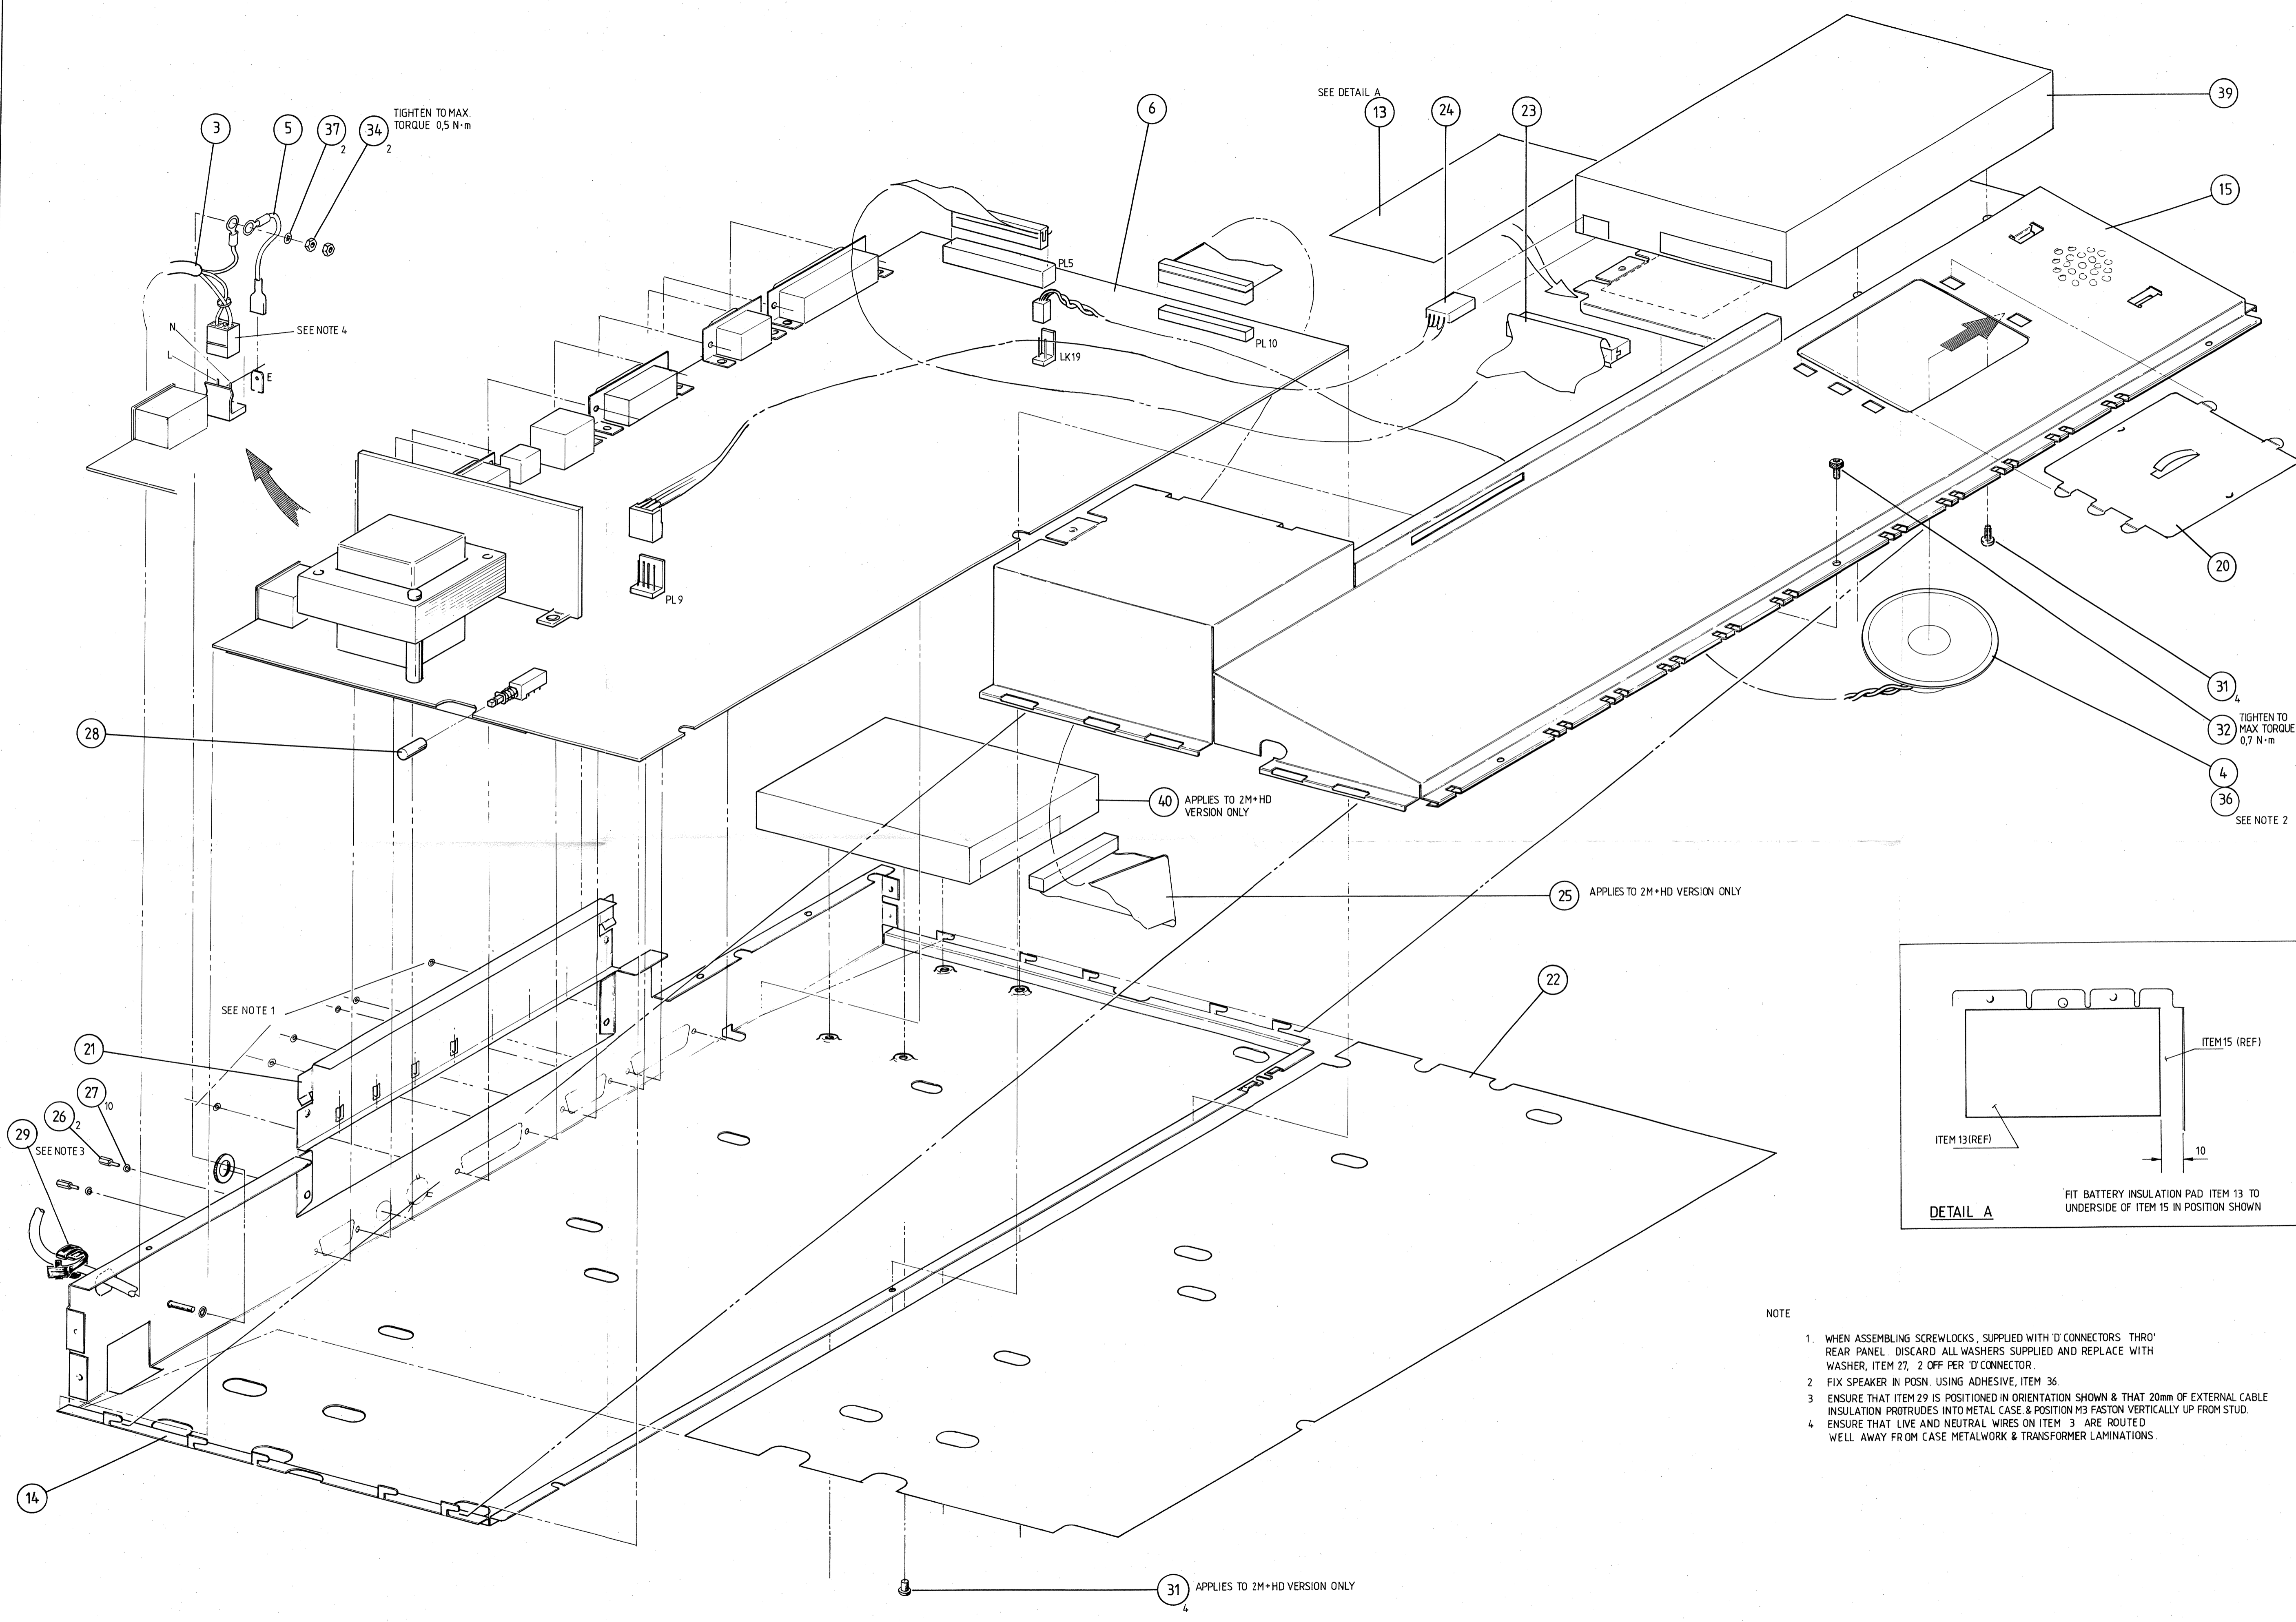 3
5
37
2
34
2
TIGHTEN TO MAX.
TORQUE 0,5 N·m
6
SEE DETAIL A
13
24
23
39
15
N
L
E
SEE NOTE 4
PL5
LK19
PL10
PL9
20
31
4
32
TIGHTEN TO
MAX TORQUE
0,7 N·m
4
36
SEE NOTE 2
28
40
APPLIES TO 2M+HD
VERSION ONLY
25
APPLIES TO 2M+HD VERSION ONLY
22
SEE NOTE 1
21
27
10
26
2
29
SEE NOTE 3
14
31
4
APPLIES TO 2M+HD VERSION ONLY
ITEM 15 (REF)
ITEM 13(REF)
10
DETAIL A
FIT BATTERY INSULATION PAD ITEM 13 TO
UNDERSIDE OF ITEM 15 IN POSITION SHOWN
NOTE
1. WHEN ASSEMBLING SCREWLOCKS, SUPPLIED WITH 'D' CONNECTORS THRO'
REAR PANEL. DISCARD ALL WASHERS SUPPLIED AND REPLACE WITH
WASHER, ITEM 27, 2 OFF PER 'D' CONNECTOR.
2 FIX SPEAKER IN POSN. USING ADHESIVE, ITEM 36.
3 ENSURE THAT ITEM 29 IS POSITIONED IN ORIENTATION SHOWN & THAT 20mm OF EXTERNAL CABLE
INSULATION PROTRUDES INTO METAL CASE.& POSITION M3 FASTON VERTICALLY UP FROM STUD.
4 ENSURE THAT LIVE AND NEUTRAL WIRES ON ITEM 3 ARE ROUTED
WELL AWAY FROM CASE METALWORK & TRANSFORMER LAMINATIONS.